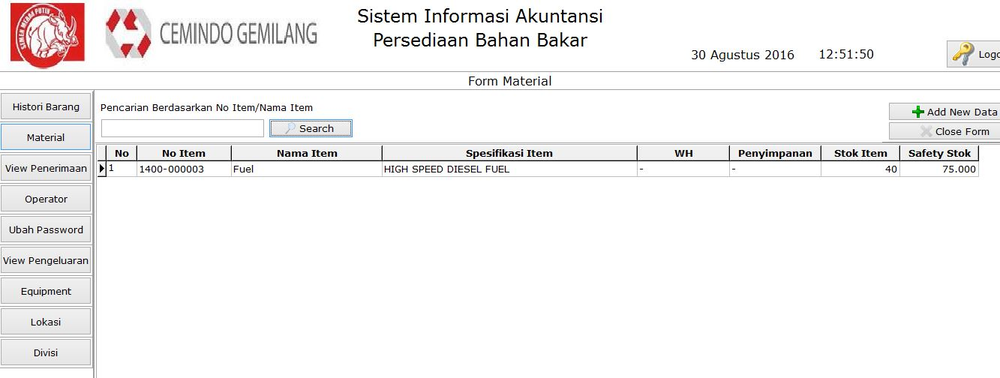 SEMEN MERAH PUTIH
CEMINDO GEMILANG
Sistem Informasi Akuntansi
Persediaan Bahan Bakar
30 Agustus 2016 12:51:50
Logo
Form Material
Histori Barang
Material
View Penerimaan
Operator
Ubah Password
View Pengeluaran
Equipment
Lokasi
Divisi
Pencarian Berdasarkan No Item/Nama Item
Search
Add New Data
Close Form
No No Item Nama Item Spesifikasi Item WH Penyimpanan Stok Item Safety Stok
1 1400-000003 Fuel HIGH SPEED DIESEL FUEL - - 40 75.000